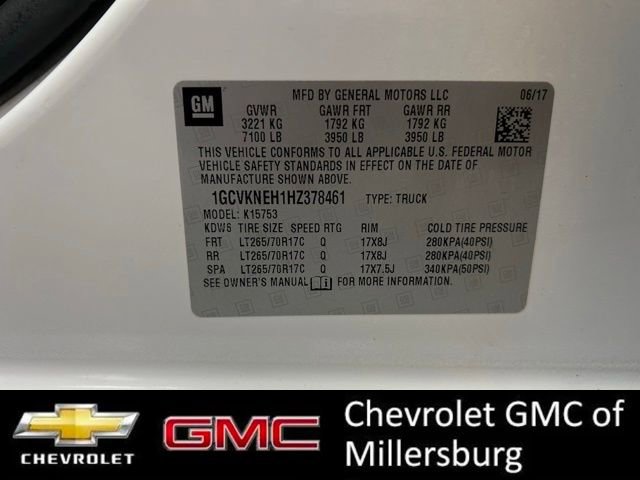 GM
MFD BY GENERAL MOTORS LLC 06/17
GVWR GAWR FRT GAWR RR
3221 KG 1792 KG 1792 KG
7100 LB 3950 LB 3950 LB
THIS VEHICLE CONFORMS TO ALL APPLICABLE U.S. FEDERAL MOTOR
VEHICLE SAFETY STANDARDS IN EFFECT ON THE DATE OF
MANUFACTURE SHOWN ABOVE.
1GCVKNEH1HZ378461 TYPE: TRUCK
MODEL: K15753
KDW6 TIRE SIZE SPEED RTG RIM COLD TIRE PRESSURE
FRT LT265/70R17C Q 17X8J 280KPA(40PSI)
RR LT265/70R17C Q 17X8J 280KPA(40PSI)
SPA LT265/70R17C Q 17X7.5J 340KPA(50PSI)
SEE OWNER'S MANUAL FOR MORE INFORMATION.
CHEVROLET
GMC
Chevrolet GMC of
Millersburg